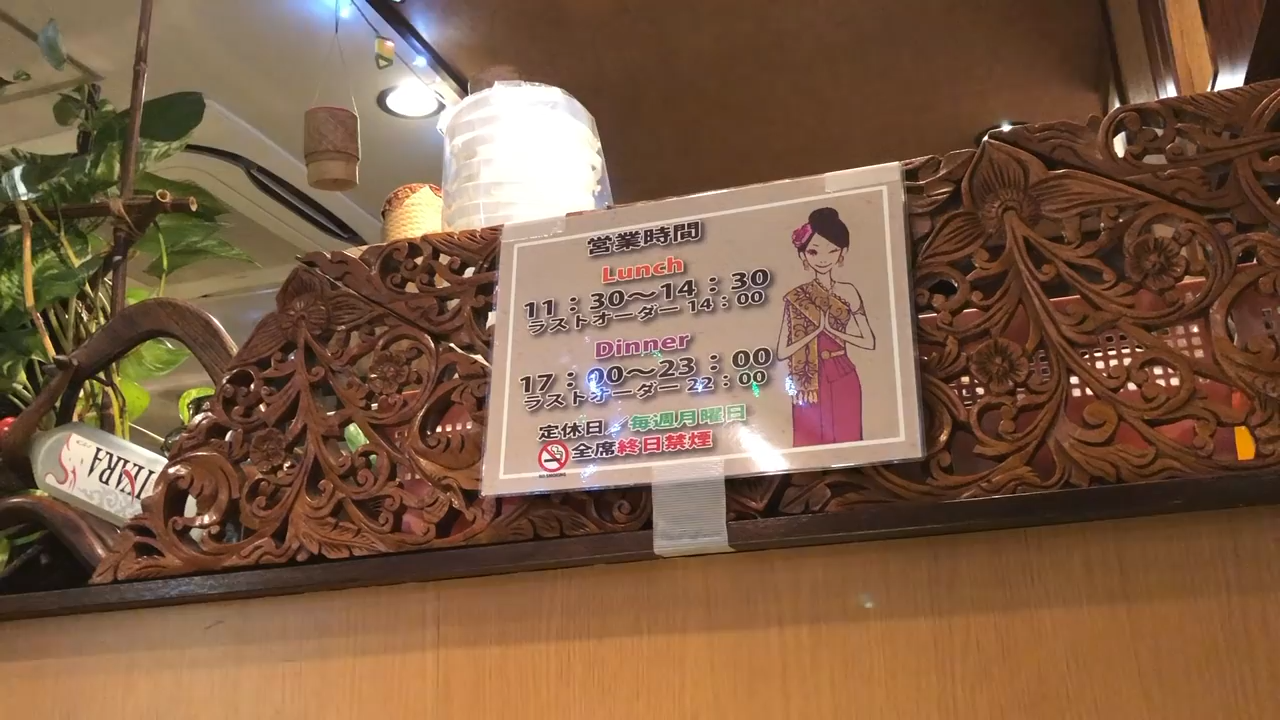 営業時間
Lunch
11：30～14：30
ラストオーダー 14：00
Dinner
17：00～23：00
ラストオーダー 22：00
定休日／毎週月曜日
全席終日禁煙
NO SMOKING